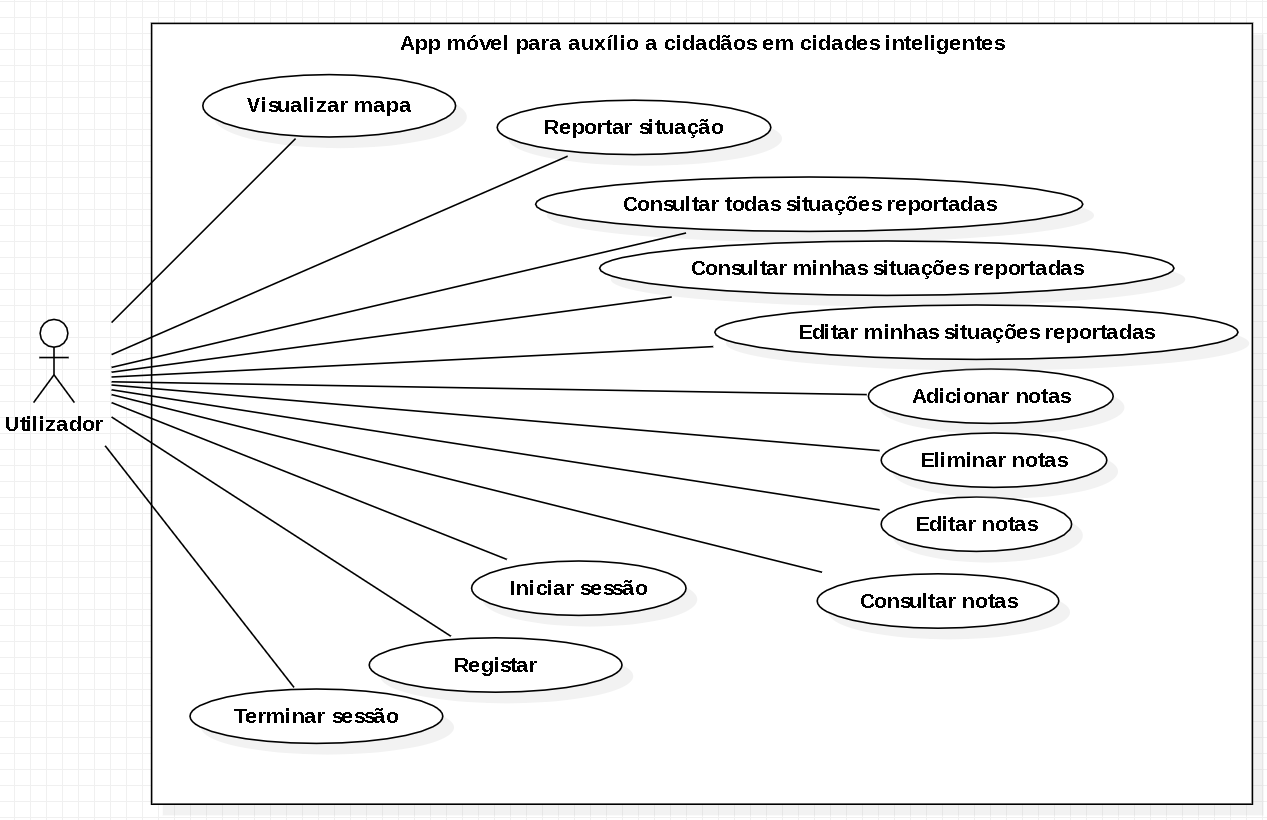 App móvel para auxílio a cidadãos em cidades inteligentes
Visualizar mapa
Reportar situação
Consultar todas situações reportadas
Consultar minhas situações reportadas
Editar minhas situações reportadas
Adicionar notas
Utilizador
Eliminar notas
Editar notas
Iniciar sessão
Consultar notas
Registar
Terminar sessão